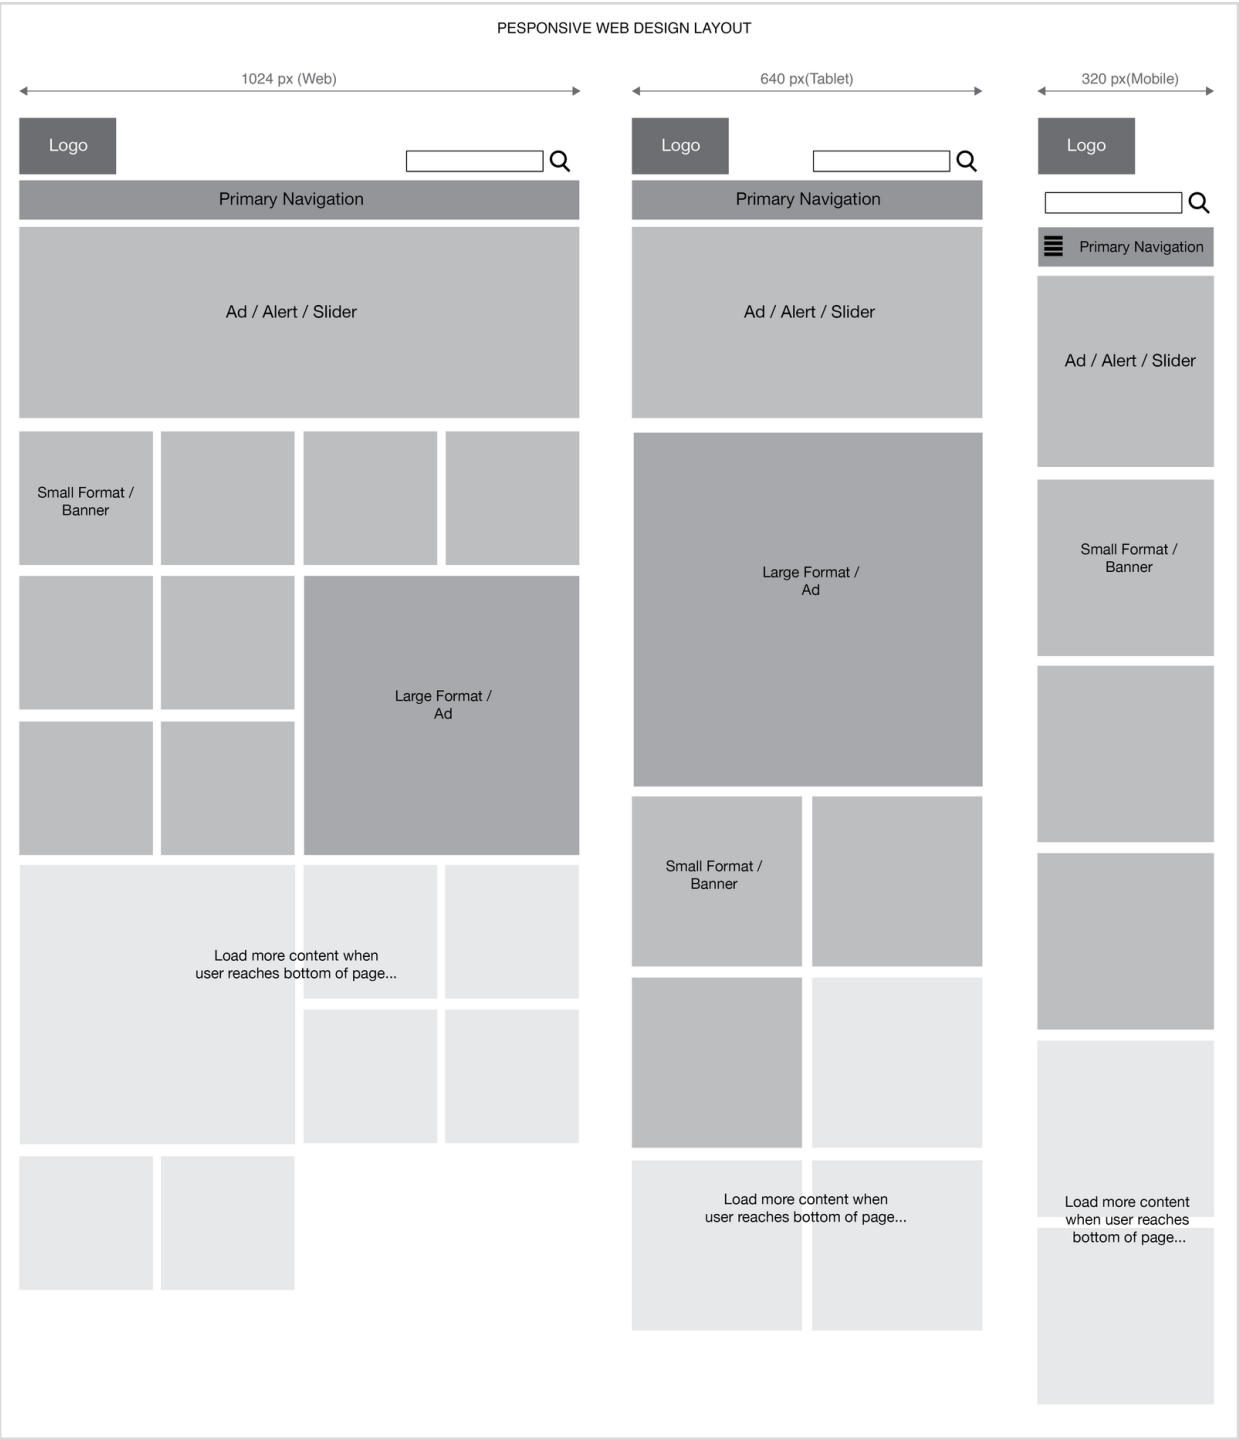 PESPONSIVE WEB DESIGN LAYOUT
1024 px (Web)
Logo
Primary Navigation
Ad / Alert / Slider
Small Format /
Banner
Large Format /
Ad
Load more content when
user reaches bottom of page...
640 px(Tablet)
Logo
Primary Navigation
Ad / Alert / Slider
Large Format /
Ad
Small Format /
Banner
Load more content when
user reaches bottom of page...
320 px(Mobile)
Logo
Primary Navigation
Ad / Alert / Slider
Small Format /
Banner
Load more content
when user reaches
bottom of page...